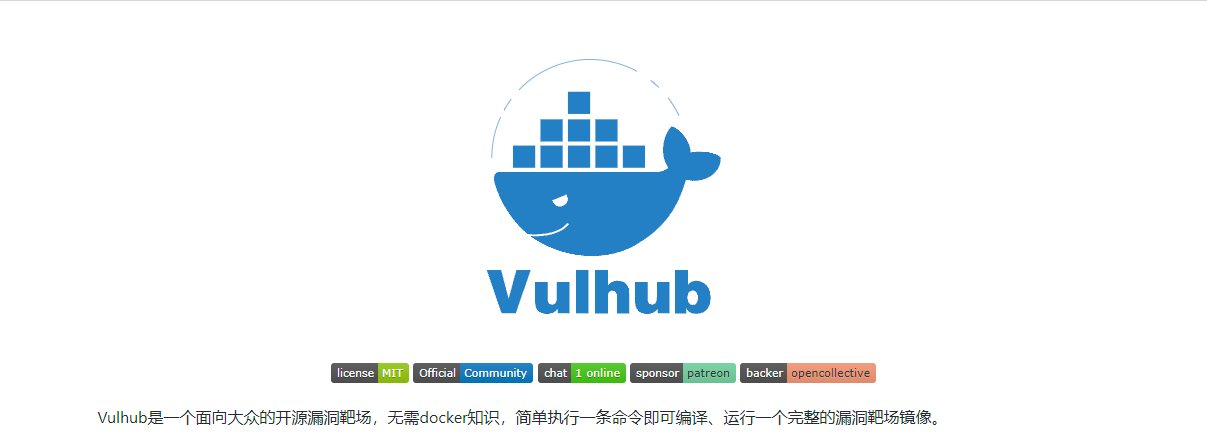 Vulhub
license MIT Official Community chat 1 online sponsor patreon backer opencollective
Vulhub是一个面向大众的开源漏洞靶场，无需docker知识，简单执行一条命令即可编译、运行一个完整的漏洞靶场镜像。